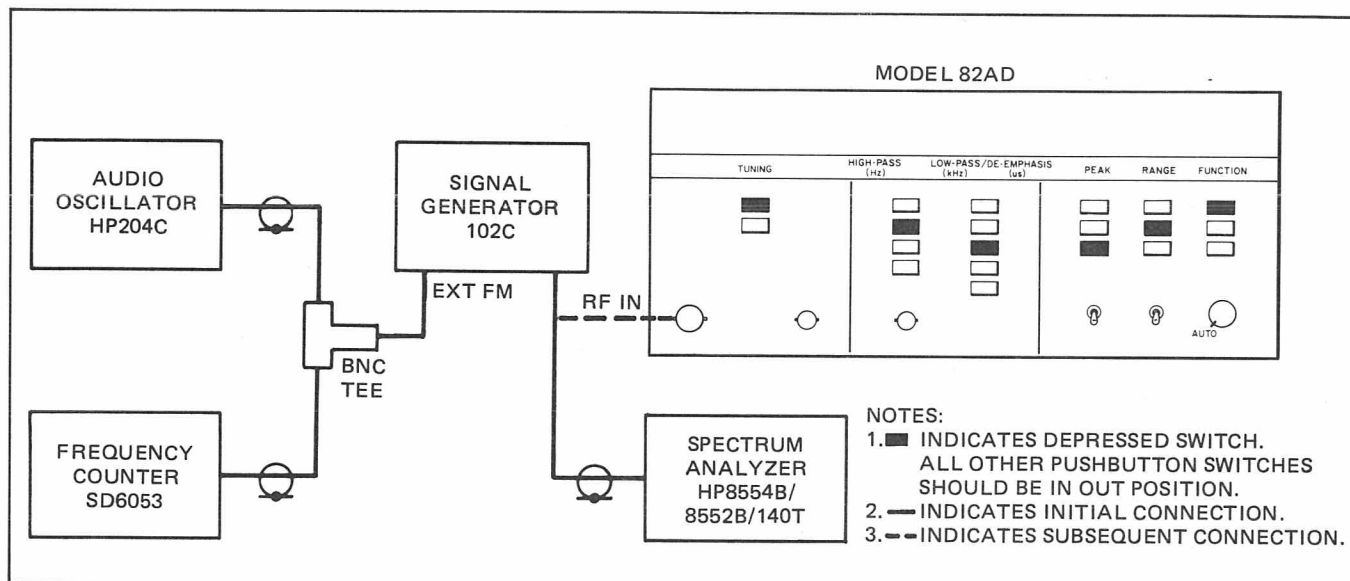 MODEL 82AD
AUDIO
OSCILLATOR
HP204C
SIGNAL
GENERATOR
102C
TUNING
HIGH-PASS
(Hz)
LOW-PASS/DE-EMPHASIS
(kHz) (us)
PEAK
RANGE
FUNCTION
EXT FM
RF IN
AUTO
BNC
TEE
FREQUENCY
COUNTER
SD6053
SPECTRUM
ANALYZER
HP8554B/
8552B/140T
NOTES:
1. INDICATES DEPRESSED SWITCH.
ALL OTHER PUSHBUTTON SWITCHES
SHOULD BE IN OUT POSITION.
2. INDICATES INITIAL CONNECTION.
3. INDICATES SUBSEQUENT CONNECTION.